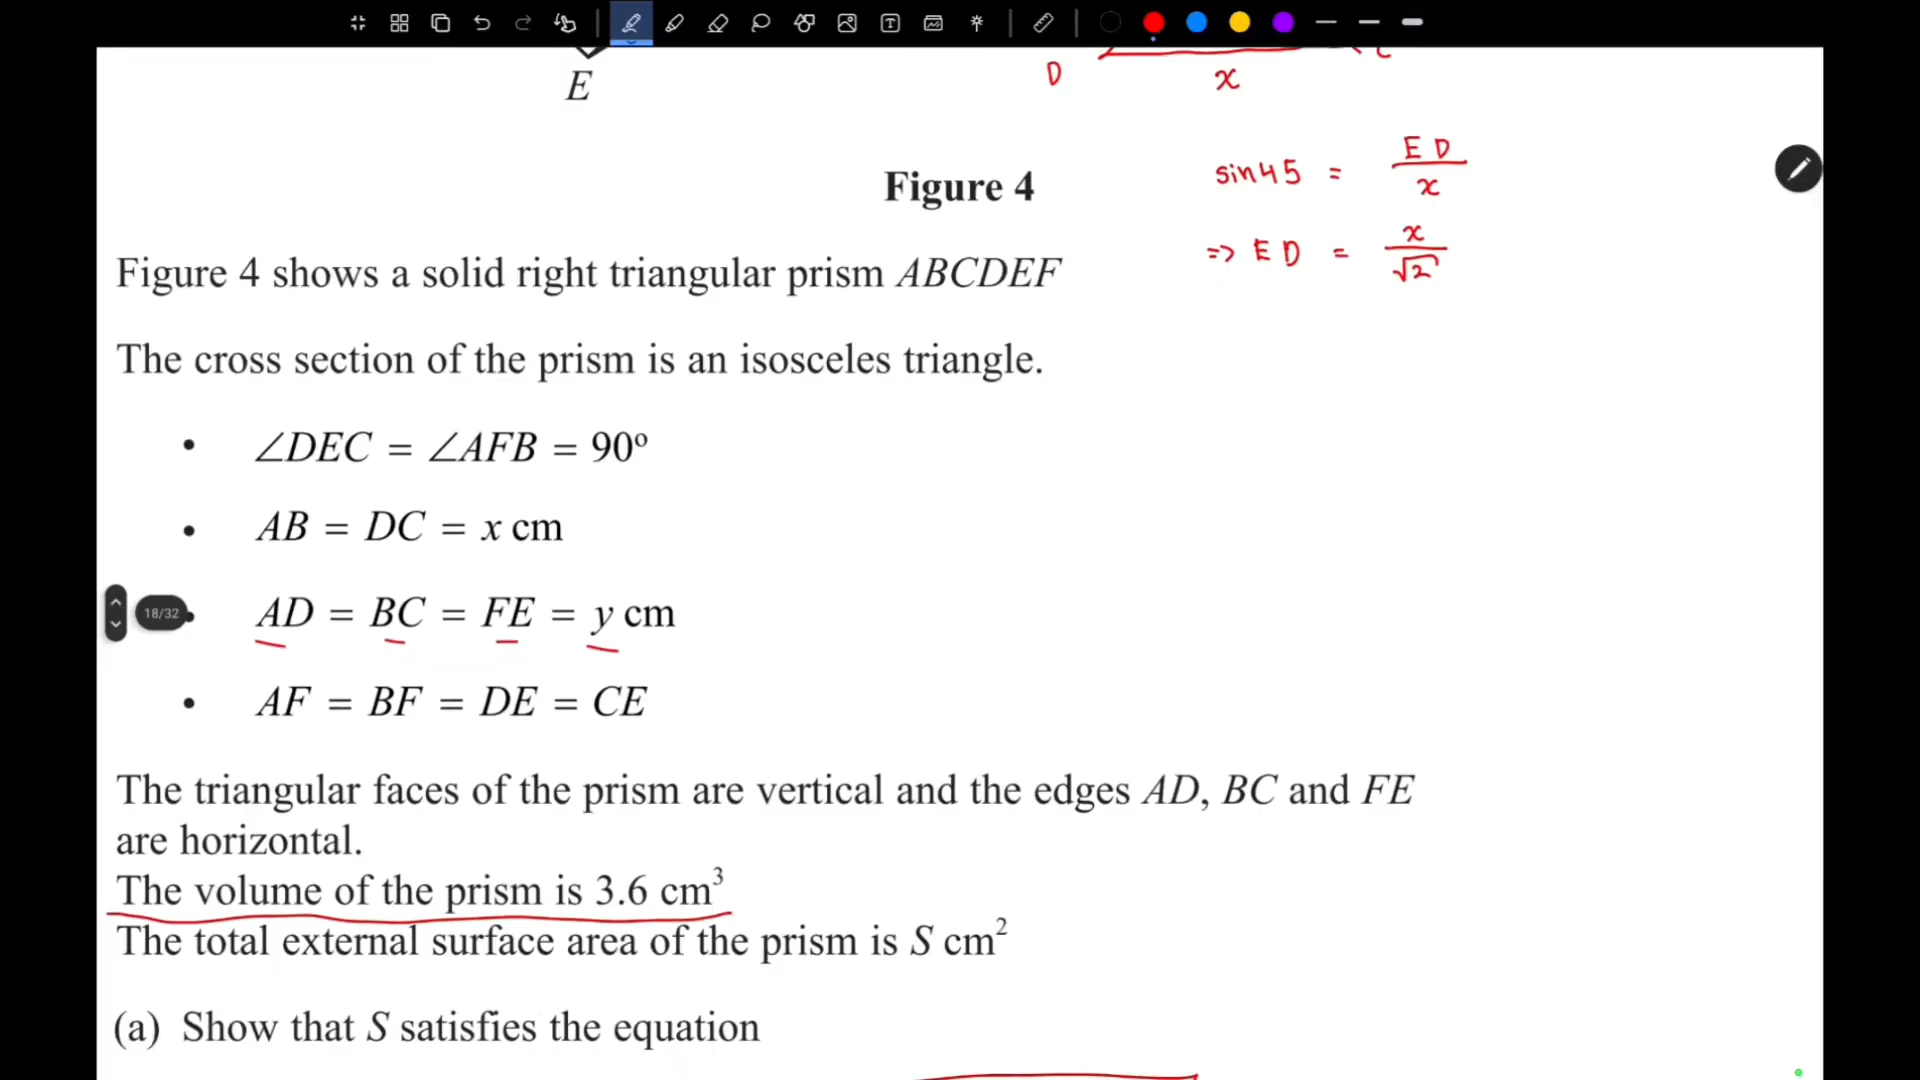 E
D
x
C
sin45 = ED/x
=> ED = x/√2
Figure 4
Figure 4 shows a solid right triangular prism ABCDEF
The cross section of the prism is an isosceles triangle.
• ∠DEC = ∠AFB = 90°
• AB = DC = x cm
18/32
• AD = BC = FE = y cm
• AF = BF = DE = CE
The triangular faces of the prism are vertical and the edges AD, BC and FE
are horizontal.
The volume of the prism is 3.6 cm³
The total external surface area of the prism is S cm²
(a) Show that S satisfies the equation